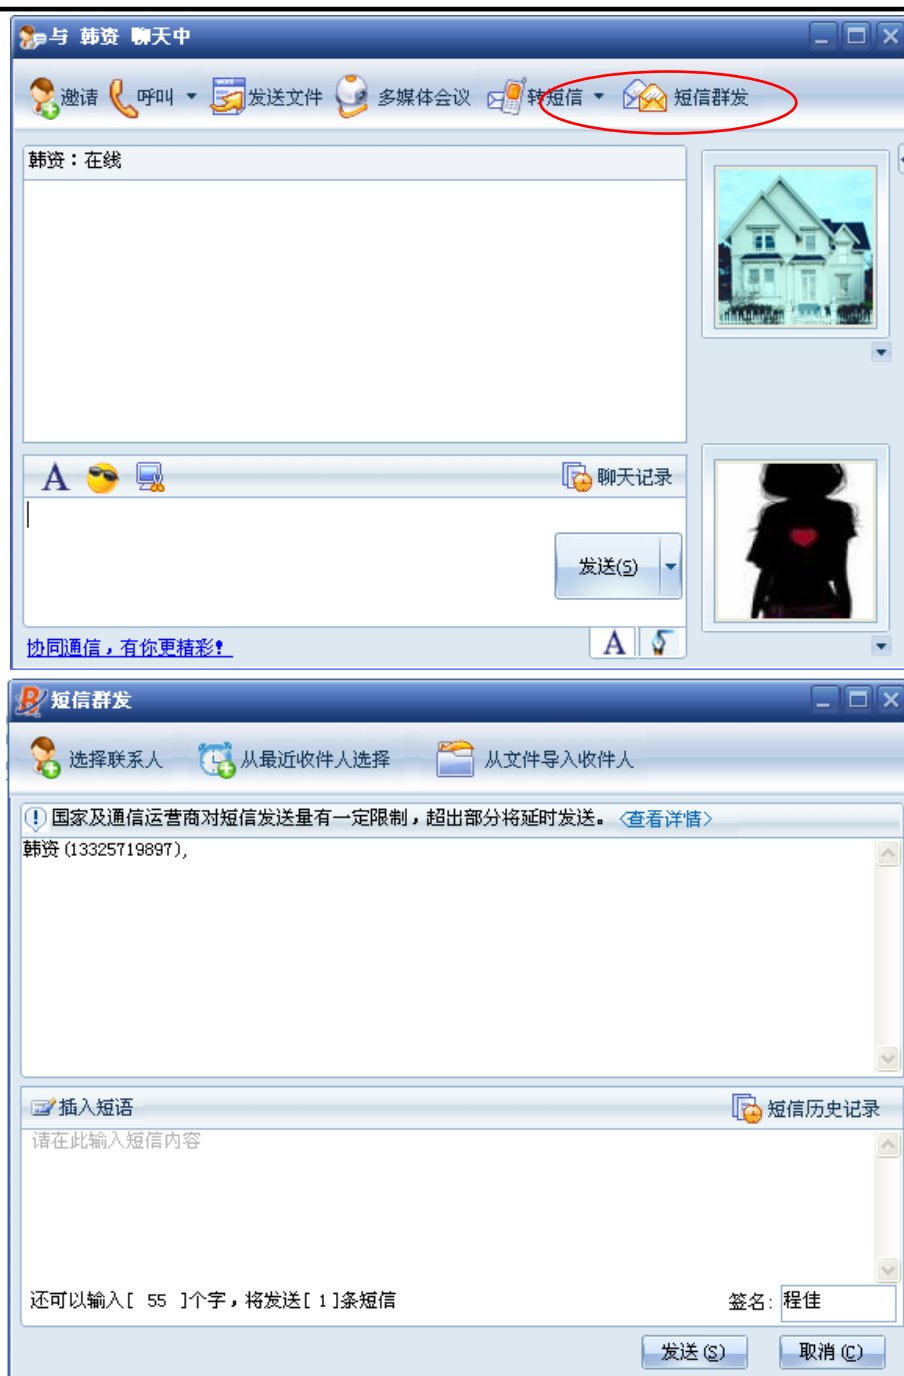 与 韩资 聊天中
邀请 呼叫 发送文件 多媒体会议 转短信 短信群发
韩资：在线
A 聊天记录
发送(S)
协同通信，有你更精彩！ A
短信群发
选择联系人 从最近收件人选择 从文件导入收件人
国家及通信运营商对短信发送量有一定限制，超出部分将延时发送。 <查看详情>
韩资(13325719897),
插入短语 短信历史记录
请在此输入短信内容
还可以输入[ 55 ]个字，将发送[ 1 ]条短信 签名: 程佳
发送(S) 取消(C)